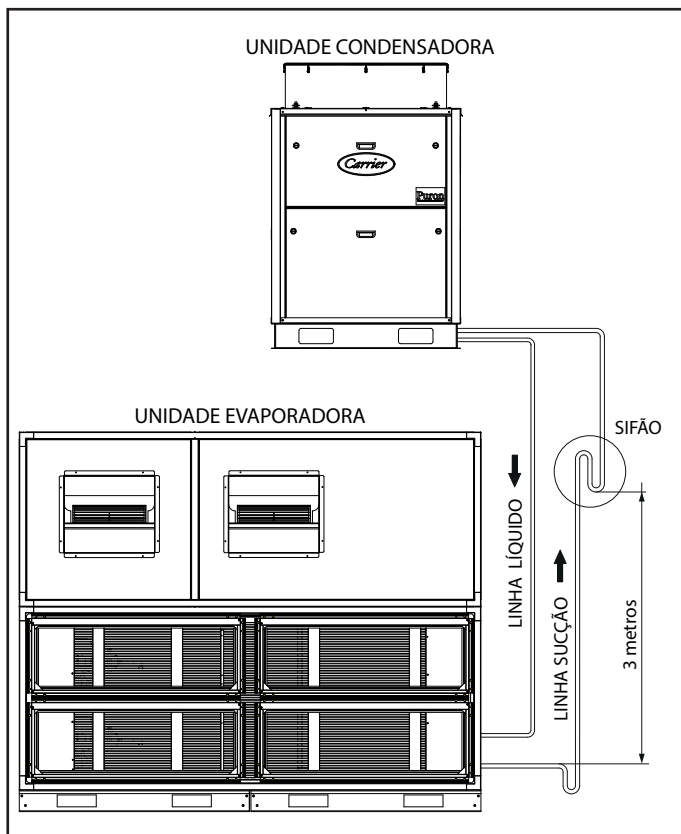 UNIDADE CONDENSADORA
Carrier
Puron
UNIDADE EVAPORADORA
SIFÃO
LINHA LÍQUIDO
LINHA SUCÇÃO
3 metros